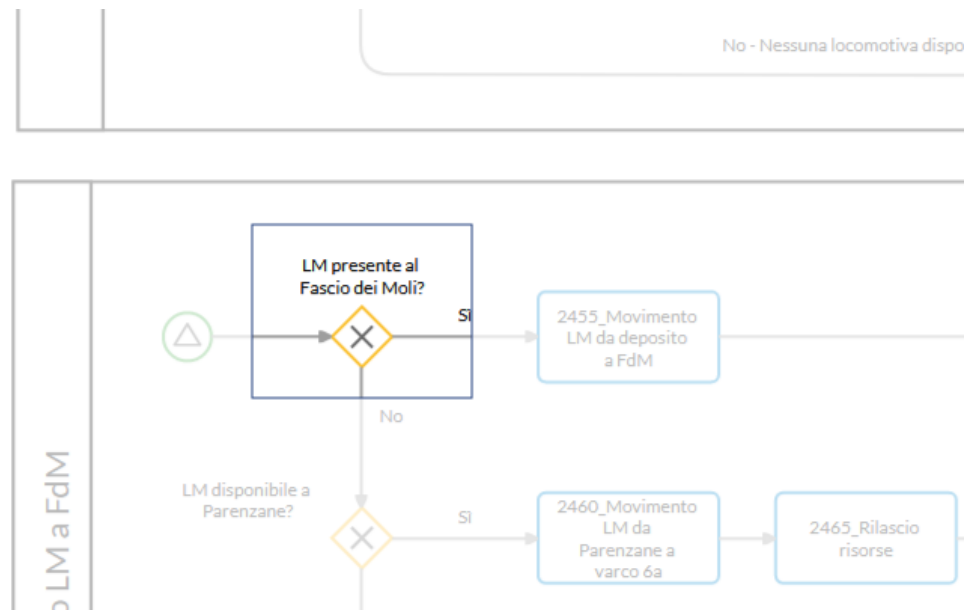 No - Nessuna locomotiva
LM presente al
Fascio dei Moli?
Sì
2455_Movimento
LM da deposito
a FdM
No
LM disponibile a
Parenzane?
Sì
2460_Movimento
LM da
Parenzane a
varco 6a
2465_Rilascio
risorse
LM a FdM